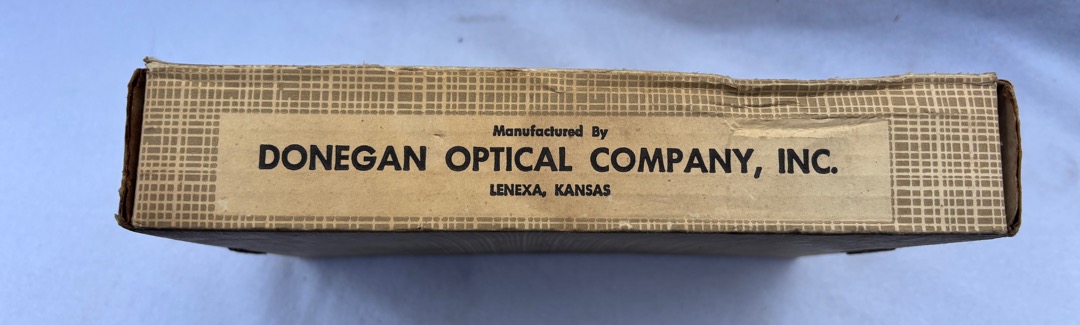 Manufactured By
DONEGAN OPTICAL COMPANY, INC.
LENEXA, KANSAS